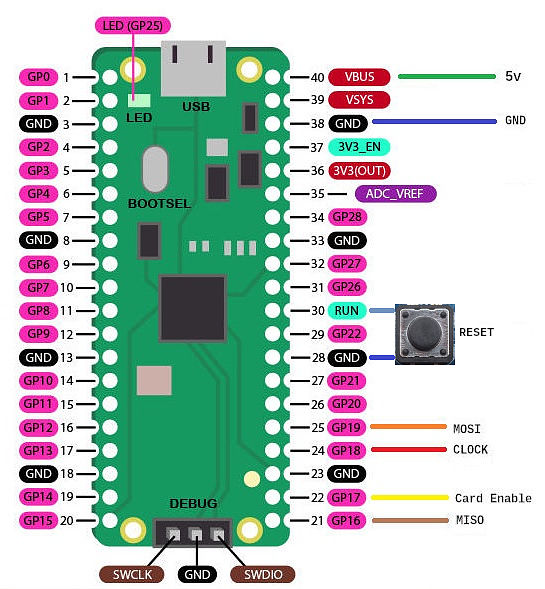 LED (GP25)
USB
LED
BOOTSEL
DEBUG
GP0 1
GP1 2
GND 3
GP2 4
GP3 5
GP4 6
GP5 7
GND 8
GP6 9
GP7 10
GP8 11
GP9 12
GND 13
GP10 14
GP11 15
GP12 16
GP13 17
GND 18
GP14 19
GP15 20
40 VBUS 5v
39 VSYS
38 GND GND
37 3V3_EN
36 3V3(OUT)
35 ADC_VREF
34 GP28
33 GND
32 GP27
31 GP26
30 RUN
RESET
29 GP22
28 GND
27 GP21
26 GP20
25 GP19 MOSI
24 GP18 CLOCK
23 GND
22 GP17 Card Enable
21 GP16 MISO
SWCLK GND SWDIO